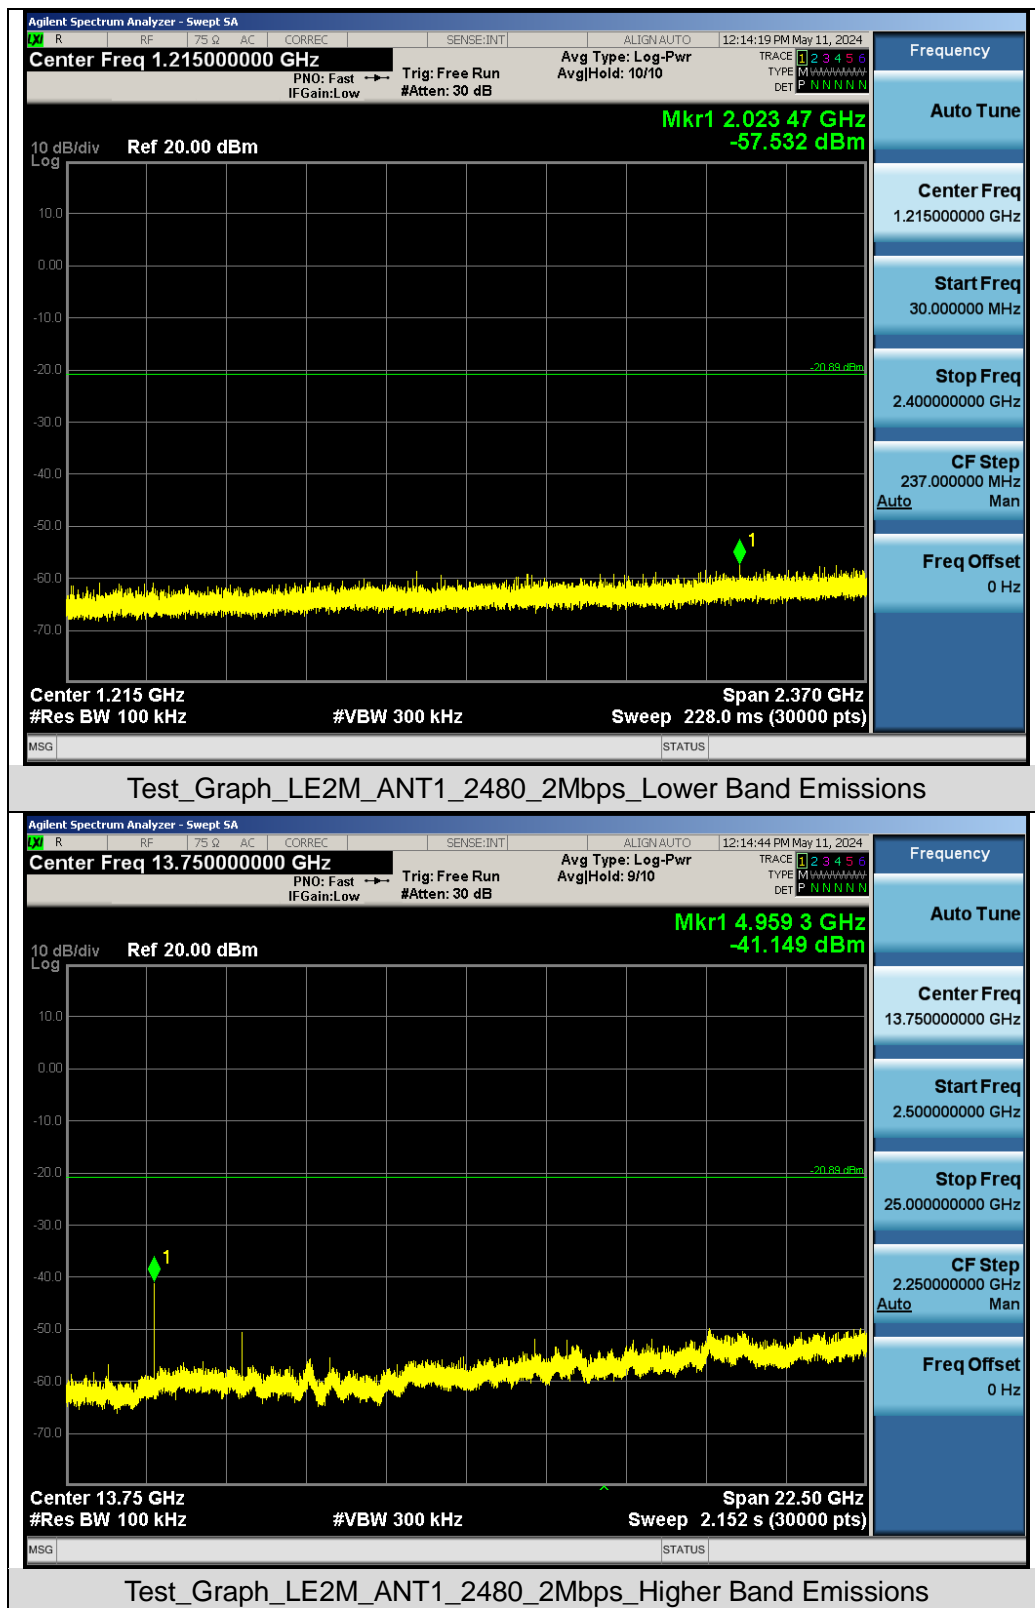 Agilent Spectrum Analyzer - Swept SA
LXI R RF 75 Ω AC CORREC SENSE:INT ALIGN AUTO 12:14:19 PM May 11, 2024
Center Freq 1.215000000 GHz
PNO: Fast
IFGain:Low
Trig: Free Run
#Atten: 30 dB
Avg Type: Log-Pwr
Avg|Hold: 10/10
TRACE 1 2 3 4 5 6
TYPE M
DET P N N N N N
Mkr1 2.023 47 GHz
-57.532 dBm
10 dB/div
Log
Ref 20.00 dBm
10.0
0.00
-10.0
-20.0
-20.89 dBm
-30.0
-40.0
-50.0
1
-60.0
-70.0
Center 1.215 GHz
Span 2.370 GHz
#Res BW 100 kHz
#VBW 300 kHz
Sweep 228.0 ms (30000 pts)
MSG
STATUS
Frequency
Auto Tune
Center Freq
1.215000000 GHz
Start Freq
30.000000 MHz
Stop Freq
2.400000000 GHz
CF Step
237.000000 MHz
Auto Man
Freq Offset
0 Hz
Test_Graph_LE2M_ANT1_2480_2Mbps_Lower Band Emissions
Agilent Spectrum Analyzer - Swept SA
LXI R RF 75 Ω AC CORREC SENSE:INT ALIGN AUTO 12:14:44 PM May 11, 2024
Center Freq 13.750000000 GHz
PNO: Fast
IFGain:Low
Trig: Free Run
#Atten: 30 dB
Avg Type: Log-Pwr
Avg|Hold: 9/10
TRACE 1 2 3 4 5 6
TYPE M
DET P N N N N N
Mkr1 4.959 3 GHz
-41.149 dBm
10 dB/div
Log
Ref 20.00 dBm
10.0
0.00
-10.0
-20.0
-20.89 dBm
-30.0
1
-40.0
-50.0
-60.0
-70.0
Center 13.75 GHz
Span 22.50 GHz
#Res BW 100 kHz
#VBW 300 kHz
Sweep 2.152 s (30000 pts)
MSG
STATUS
Frequency
Auto Tune
Center Freq
13.750000000 GHz
Start Freq
2.500000000 GHz
Stop Freq
25.000000000 GHz
CF Step
2.250000000 GHz
Auto Man
Freq Offset
0 Hz
Test_Graph_LE2M_ANT1_2480_2Mbps_Higher Band Emissions